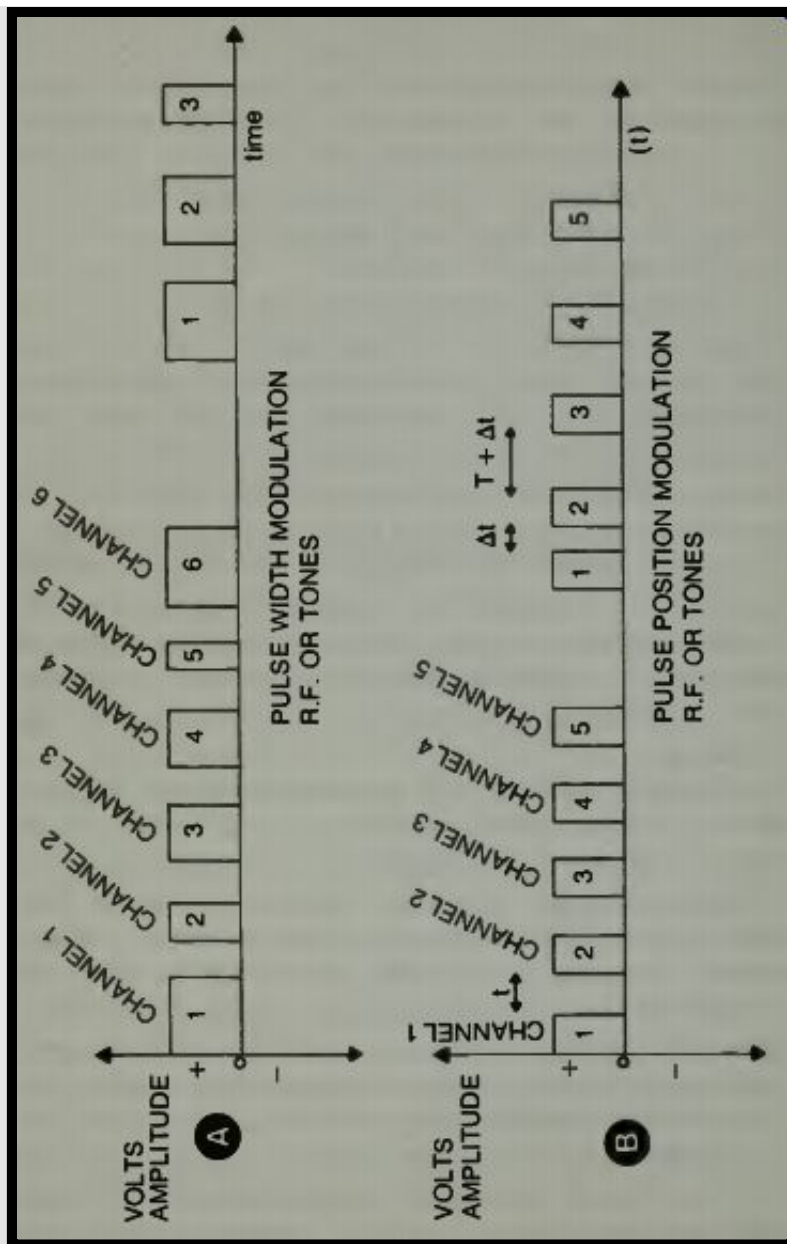 VOLTS
AMPLITUDE
A
+
–
CHANNEL 1
CHANNEL 2
CHANNEL 3
CHANNEL 4
CHANNEL 5
CHANNEL 6
1
2
3
4
5
6
1
2
3
time
PULSE WIDTH MODULATION
R.F. OR TONES
VOLTS
AMPLITUDE
B
+
–
CHANNEL 1
t
CHANNEL 2
CHANNEL 3
CHANNEL 4
CHANNEL 5
Δt
T + Δt
1
2
3
4
5
1
2
3
4
5
(t)
PULSE POSITION MODULATION
R.F. OR TONES